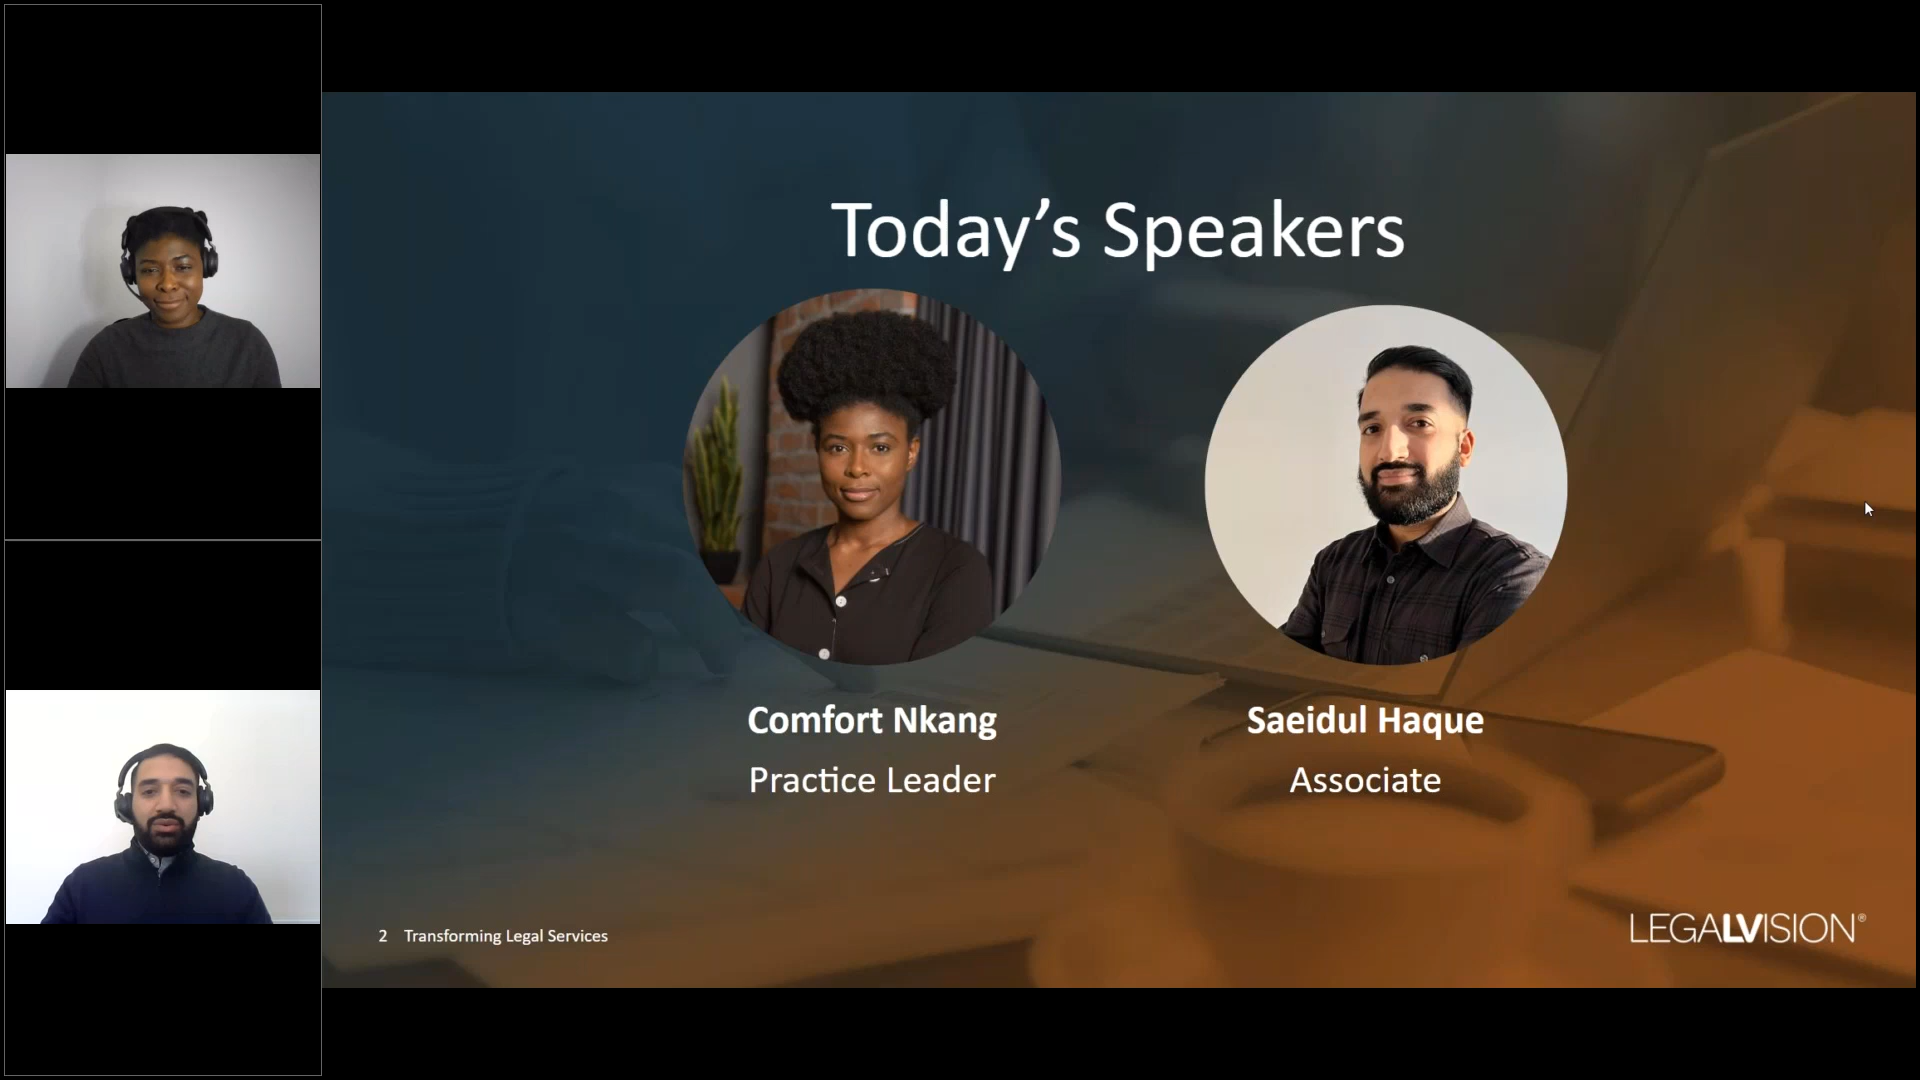 Today’s Speakers
Comfort Nkang
Practice Leader
Saeidul Haque
Associate
2 Transforming Legal Services
LEGALVISION®